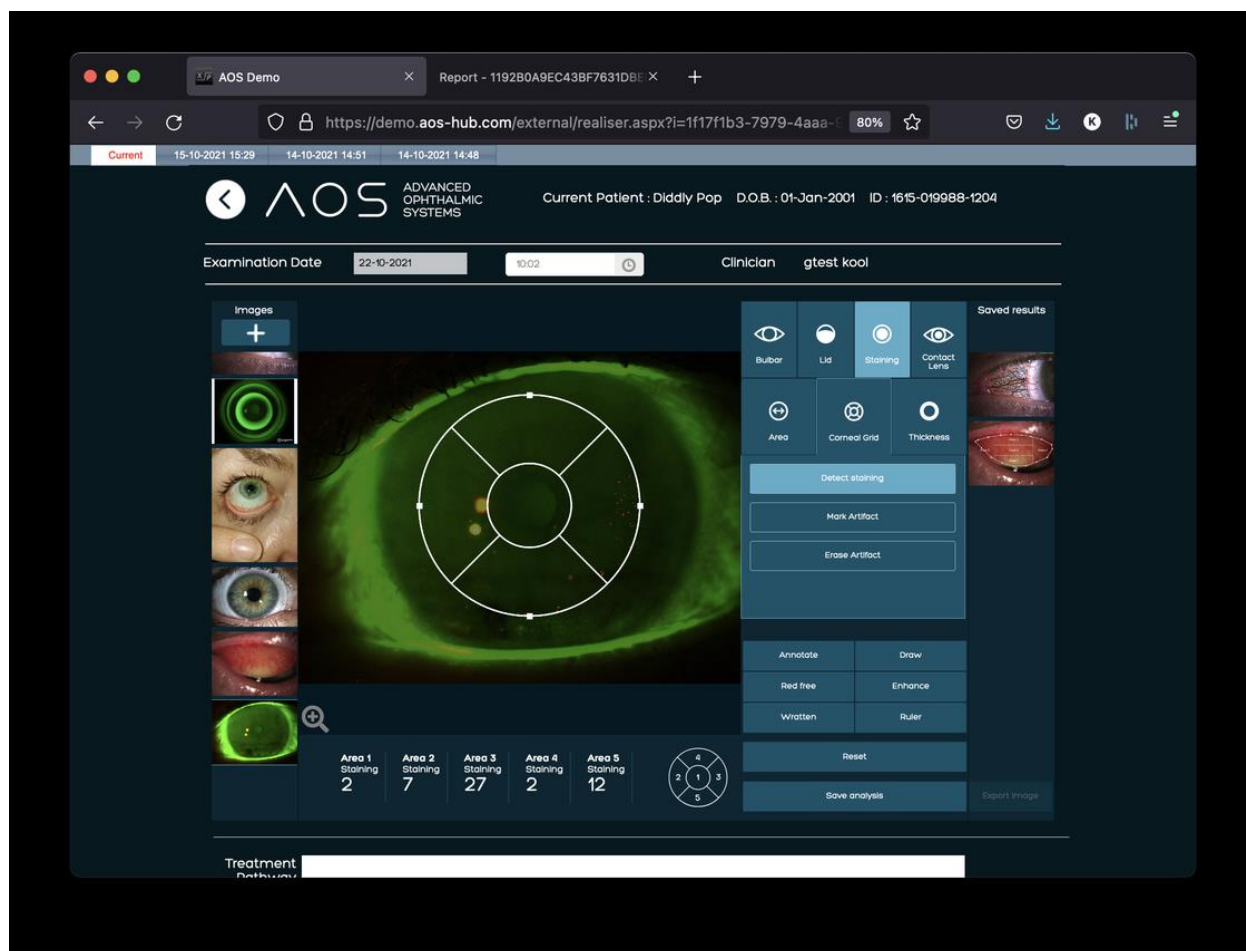 AOS Demo
Report - 1192B0A9EC43BF7631DBE
https://demo.aos-hub.com/external/realiser.aspx?i=1f17f1b3-7979-4aaa-
80%
K
Current 15-10-2021 15:29 14-10-2021 14:51 14-10-2021 14:48
AOS
ADVANCED
OPHTHALMIC
SYSTEMS
Current Patient : Diddly Pop D.O.B. : 01-Jan-2001 ID : 1615-019988-1204
Examination Date 22-10-2021 10:02 Clinician gtest kool
Images
Saved results
Bulbar Lid Staining Contact
Lens
Area Corneal Grid Thickness
Detect staining
Mark Artifact
Erase Artifact
Annotate Draw
Red free Enhance
Wratten Ruler
Reset
Save analysis
Export Image
Area 1 Area 2 Area 3 Area 4 Area 5
Staining Staining Staining Staining Staining
2 7 27 2 12
4
2 1 3
5
Treatment
Pathway